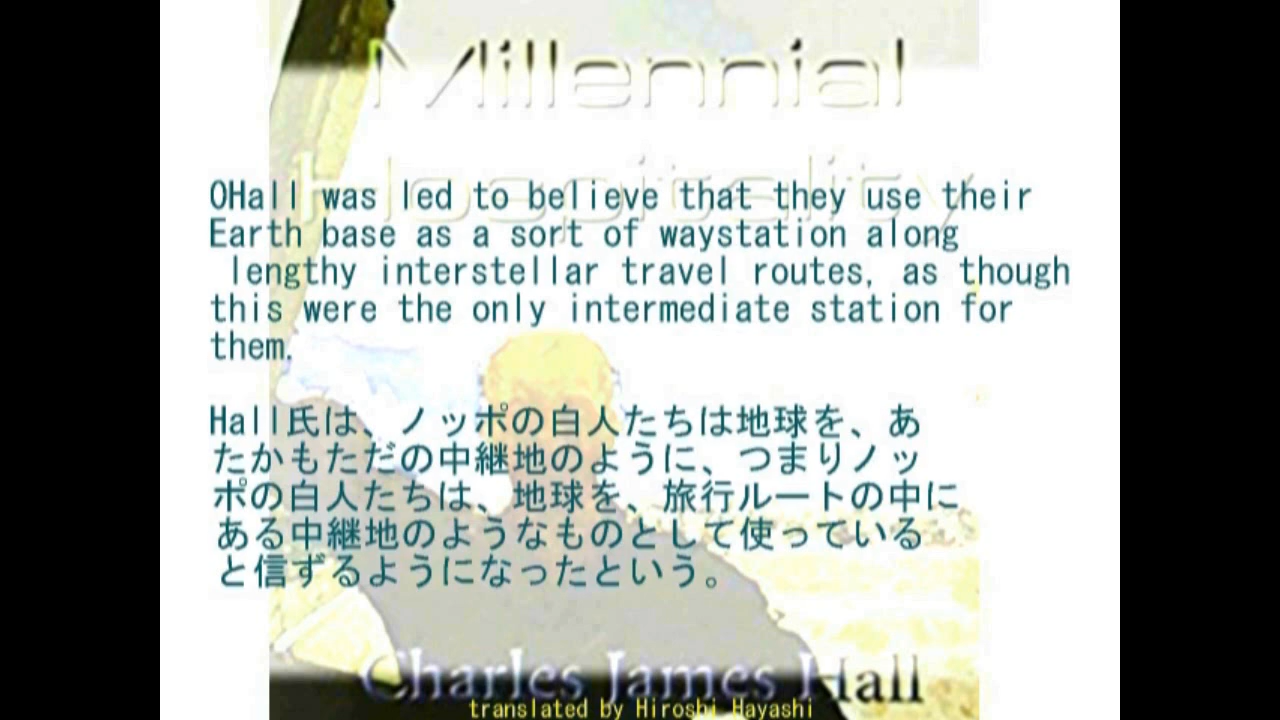 Millennial
Hospitality
OHall was led to believe that they use their
Earth base as a sort of waystation along
lengthy interstellar travel routes, as though
this were the only intermediate station for
them.
Hall氏は、ノッポの白人たちは地球を、あ
たかもただの中継地のように、つまりノッ
ポの白人たちは、地球を、旅行ルートの中に
ある中継地のようなものとして使っている
と信ずるようになったという。
Charles James Hall
translated by Hiroshi Hayashi